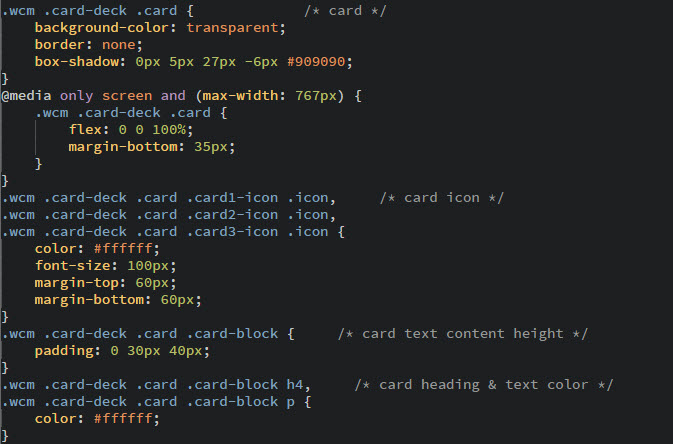 .wcm .card-deck .card {             /* card */
    background-color: transparent;
    border: none;
    box-shadow: 0px 5px 27px -6px #909090;
}
@media only screen and (max-width: 767px) {
    .wcm .card-deck .card {
        flex: 0 0 100%;
        margin-bottom: 35px;
    }
}
.wcm .card-deck .card .card1-icon .icon,     /* card icon */
.wcm .card-deck .card .card2-icon .icon,
.wcm .card-deck .card .card3-icon .icon {
    color: #ffffff;
    font-size: 100px;
    margin-top: 60px;
    margin-bottom: 60px;
}
.wcm .card-deck .card .card-block {     /* card text content height */
    padding: 0 30px 40px;
}
.wcm .card-deck .card .card-block h4,     /* card heading & text color */
.wcm .card-deck .card .card-block p {
    color: #ffffff;
}